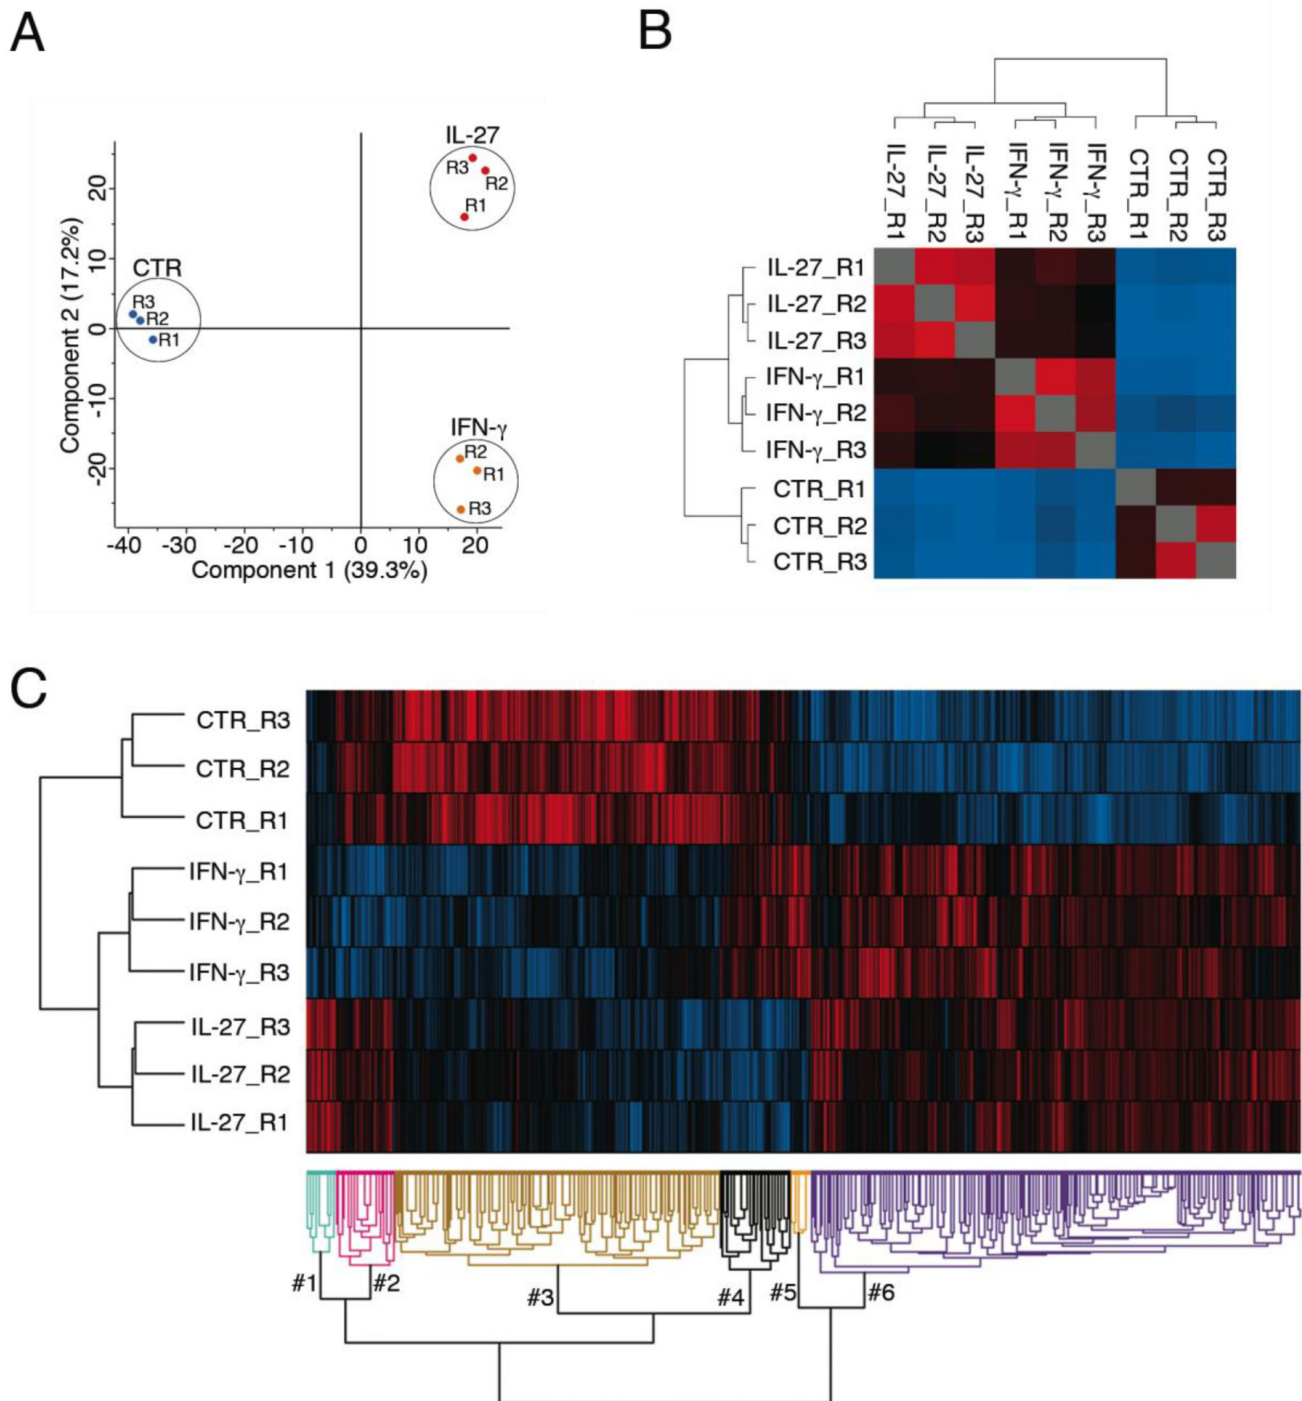 A
IL-27
R3
R2
R1
CTR
R3
R2
R1
IFN-γ
R2
R1
R3
Component 2 (17.2%)
20
10
0
-10
-20
-40 -30 -20 -10 0 10 20
Component 1 (39.3%)
B
IL-27_R1
IL-27_R2
IL-27_R3
IFN-γ_R1
IFN-γ_R2
IFN-γ_R3
CTR_R1
CTR_R2
CTR_R3
IL-27_R1
IL-27_R2
IL-27_R3
IFN-γ_R1
IFN-γ_R2
IFN-γ_R3
CTR_R1
CTR_R2
CTR_R3
C
CTR_R3
CTR_R2
CTR_R1
IFN-γ_R1
IFN-γ_R2
IFN-γ_R3
IL-27_R3
IL-27_R2
IL-27_R1
#1 #2 #3 #4 #5 #6